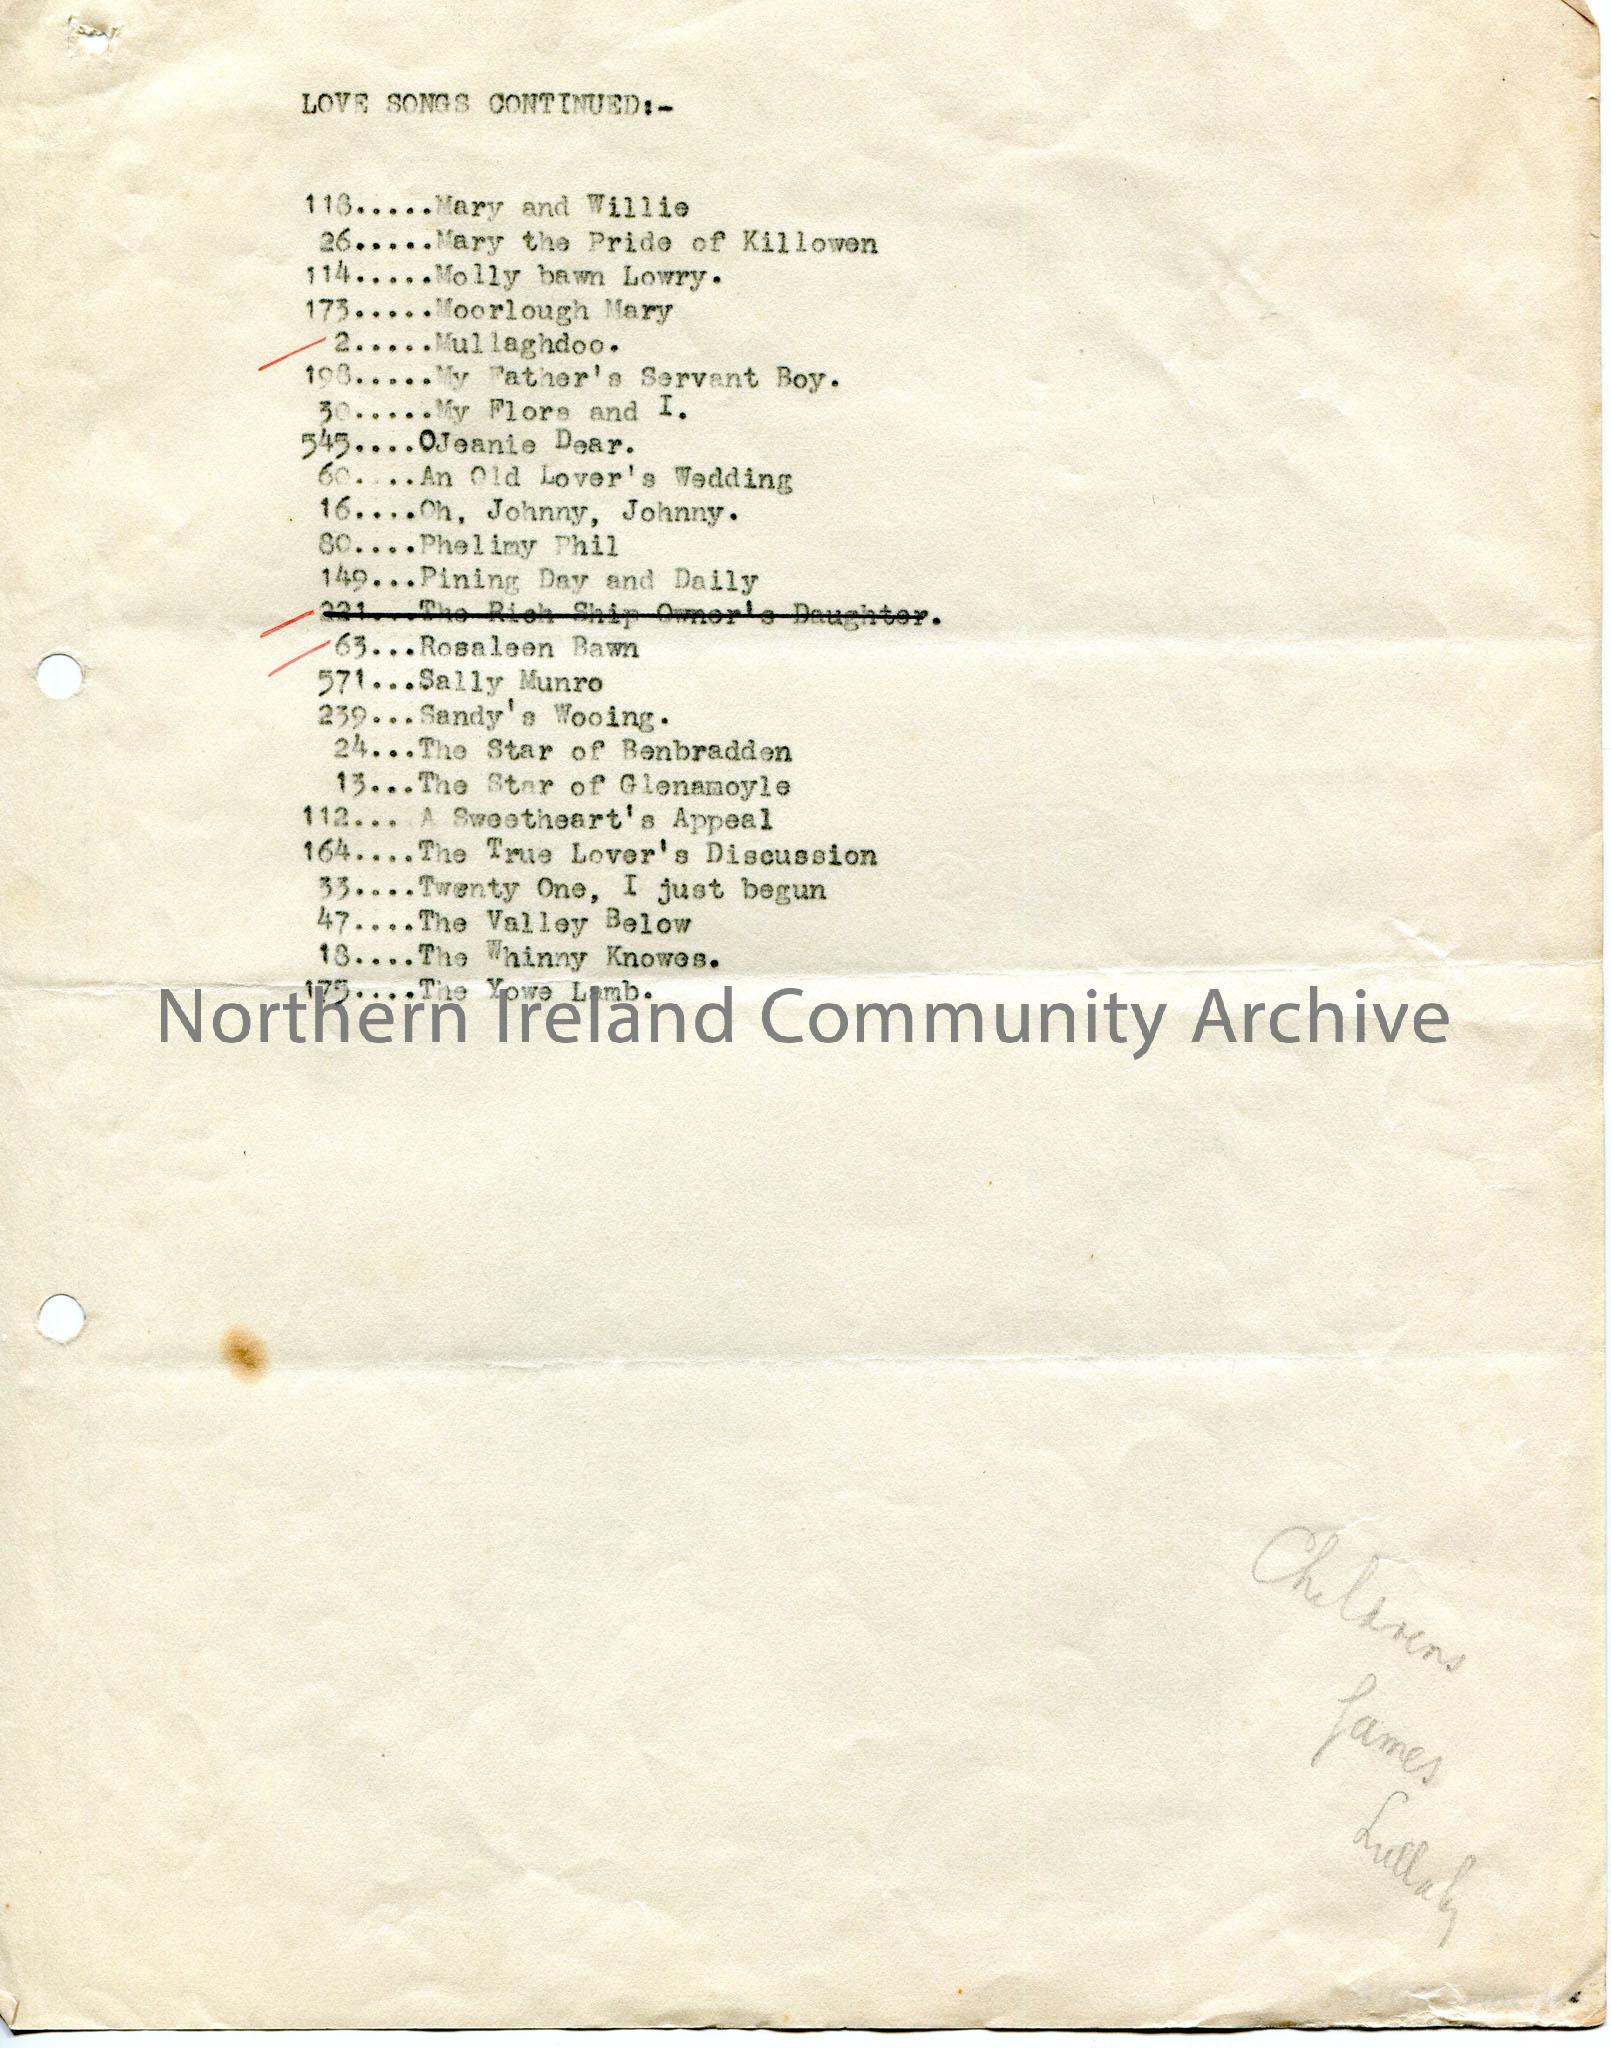 LOVE SONGS CONTINUED:-
118.....Mary and Willie
26.....Mary the Pride of Killowen
114.....Molly bawn Lowry.
173.....Moorlough Mary
2.....Mullaghdoo.
198.....My Father's Servant Boy.
30.....My Flora and I.
545....OJeanie Dear.
60....An Old Lover's Wedding
16....Oh, Johnny, Johnny.
80....Phelimy Phil
149...Pining Day and Daily
221...The Rich Ship Owner's Daughter.
63...Rosaleen Bawn
571...Sally Munro
239...Sandy's Wooing.
24...The Star of Benbradden
13...The Star of Glenamoyle
112... A Sweetheart's Appeal
164....The True Lover's Discussion
33....Twenty One, I just begun
47....The Valley Below
18....The Whinny Knowes.
175....The Yowe Lamb.
Northern Ireland Community Archive
Childrens
Games
Lullaby